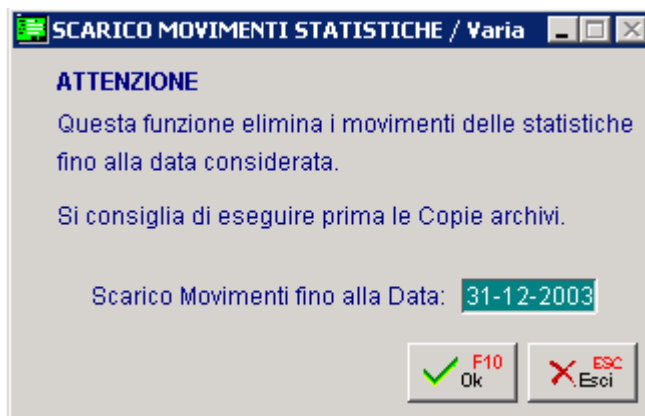 SCARICO MOVIMENTI STATISTICHE / Varia
ATTENZIONE
Questa funzione elimina i movimenti delle statistiche
fino alla data considerata.
Si consiglia di eseguire prima le Copie archivi.
Scarico Movimenti fino alla Data: 31-12-2003
F10
Ok
ESC
Esci